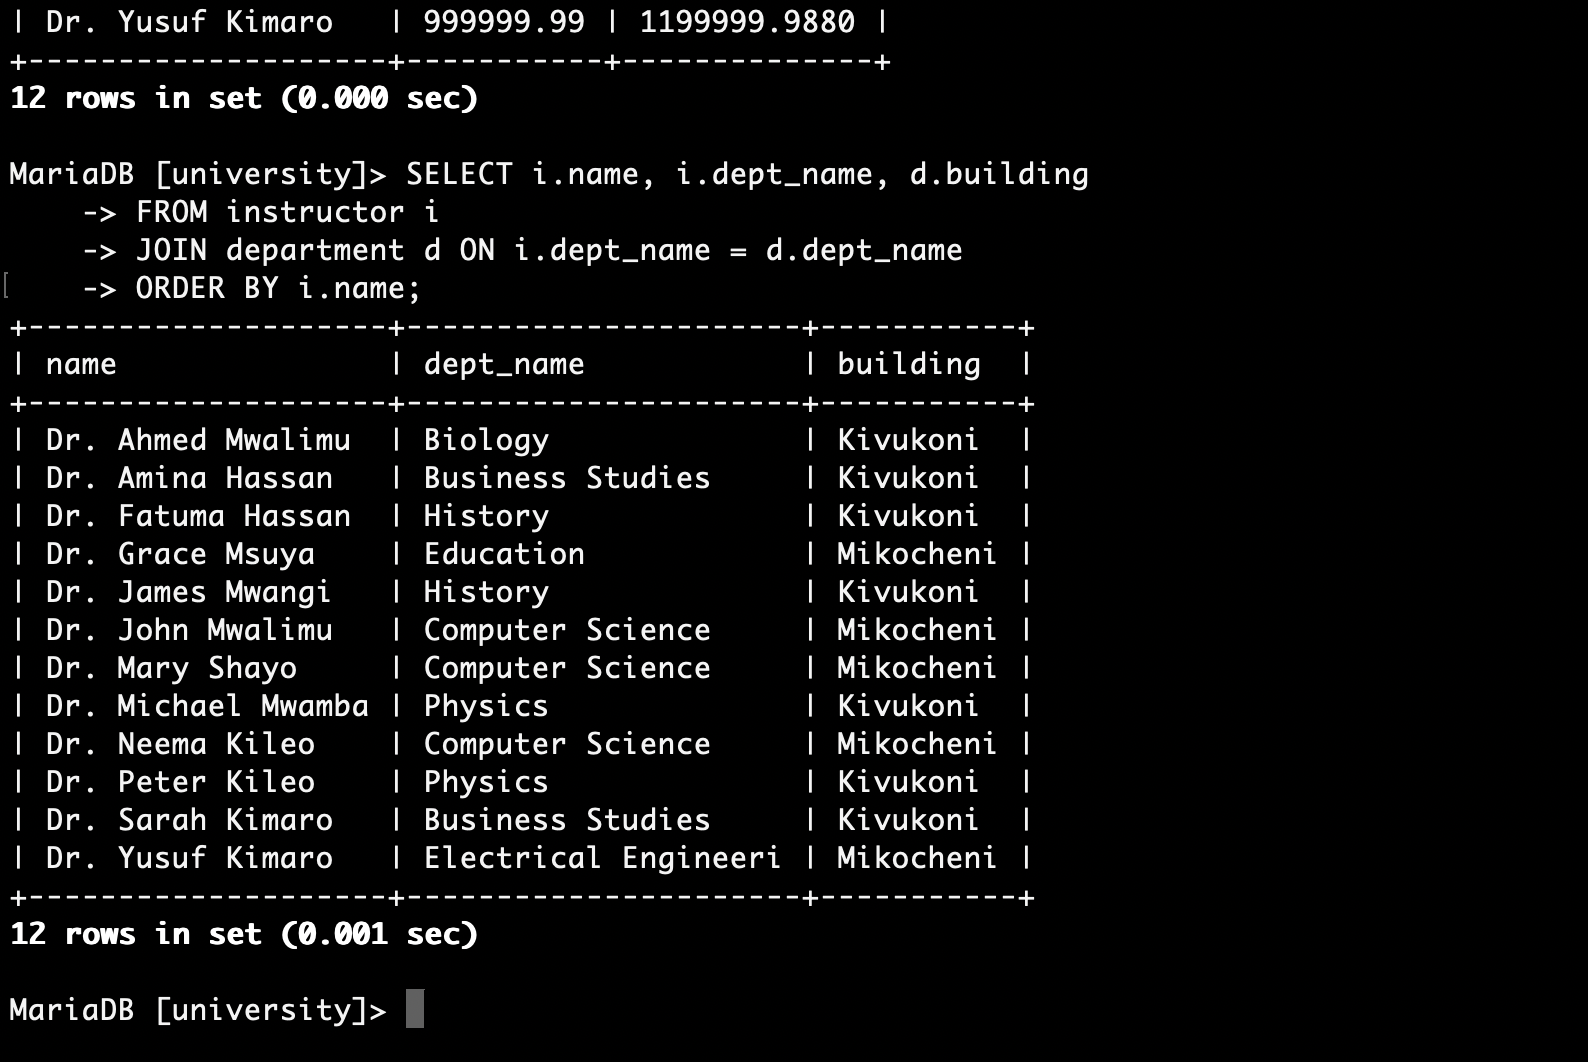 | Dr. Yusuf Kimaro   | 999999.99 | 1199999.9880 |
+--------------------+-----------+--------------+
12 rows in set (0.000 sec)
MariaDB [university]> SELECT i.name, i.dept_name, d.building
    -> FROM instructor i
    -> JOIN department d ON i.dept_name = d.dept_name
    -> ORDER BY i.name;
+--------------------+----------------------+-----------+
| name               | dept_name            | building  |
+--------------------+----------------------+-----------+
| Dr. Ahmed Mwalimu  | Biology              | Kivukoni  |
| Dr. Amina Hassan   | Business Studies     | Kivukoni  |
| Dr. Fatuma Hassan  | History              | Kivukoni  |
| Dr. Grace Msuya    | Education            | Mikocheni |
| Dr. James Mwangi   | History              | Kivukoni  |
| Dr. John Mwalimu   | Computer Science     | Mikocheni |
| Dr. Mary Shayo     | Computer Science     | Mikocheni |
| Dr. Michael Mwamba | Physics              | Kivukoni  |
| Dr. Neema Kileo    | Computer Science     | Mikocheni |
| Dr. Peter Kileo    | Physics              | Kivukoni  |
| Dr. Sarah Kimaro   | Business Studies     | Kivukoni  |
| Dr. Yusuf Kimaro   | Electrical Engineeri | Mikocheni |
+--------------------+----------------------+-----------+
12 rows in set (0.001 sec)
MariaDB [university]>